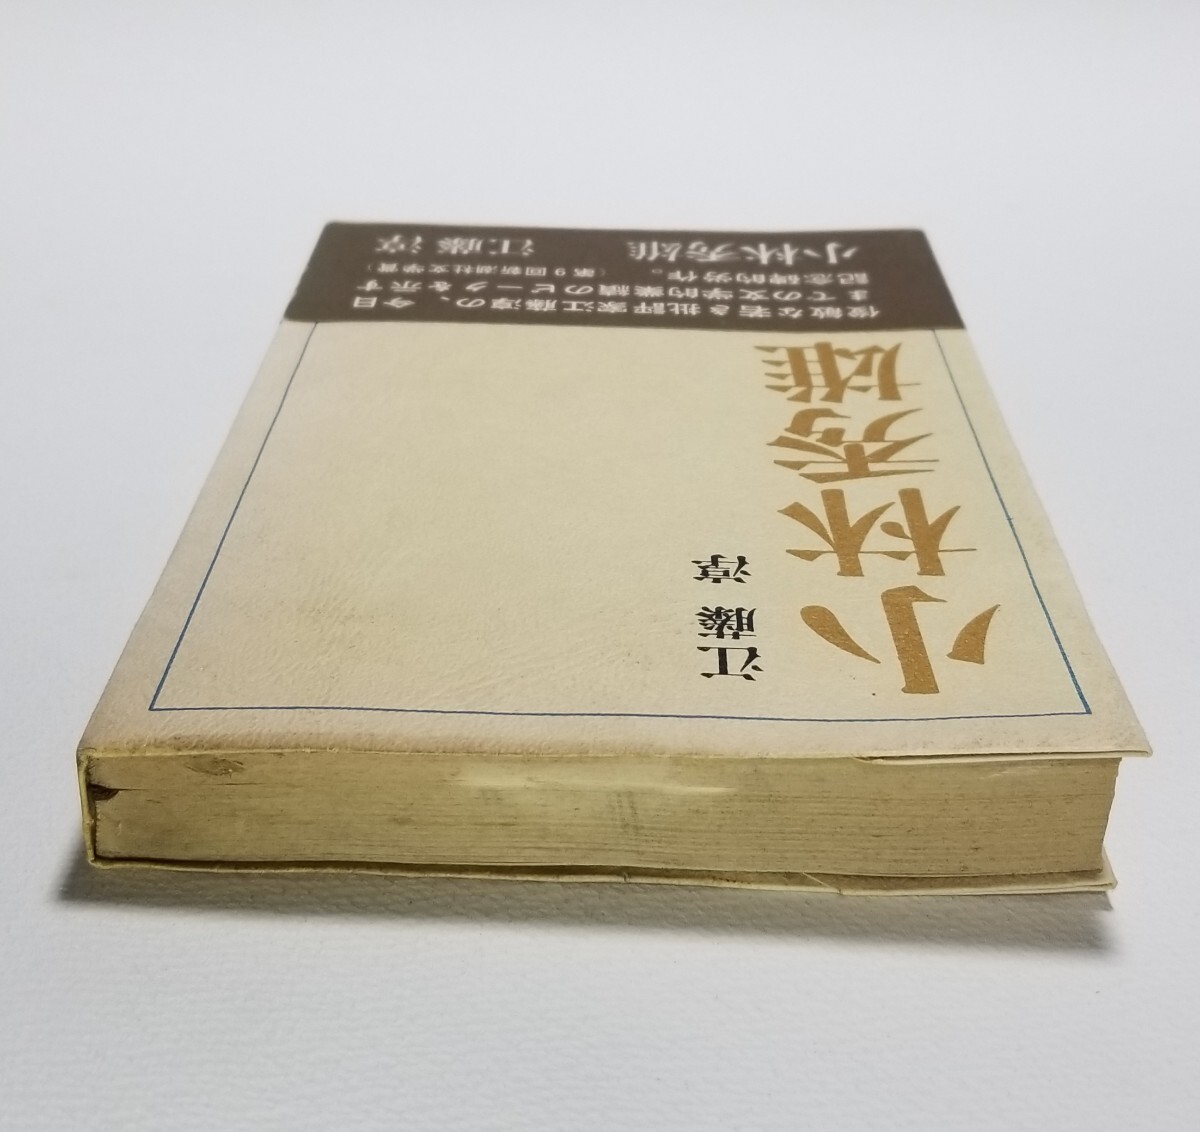 小林秀雄
江藤 淳
俊敏な若き批評家江藤淳の、今日
までの文学的業績のピークを示す
記念碑的労作。（第9回新潮社文学賞）
小林秀雄 江藤 淳